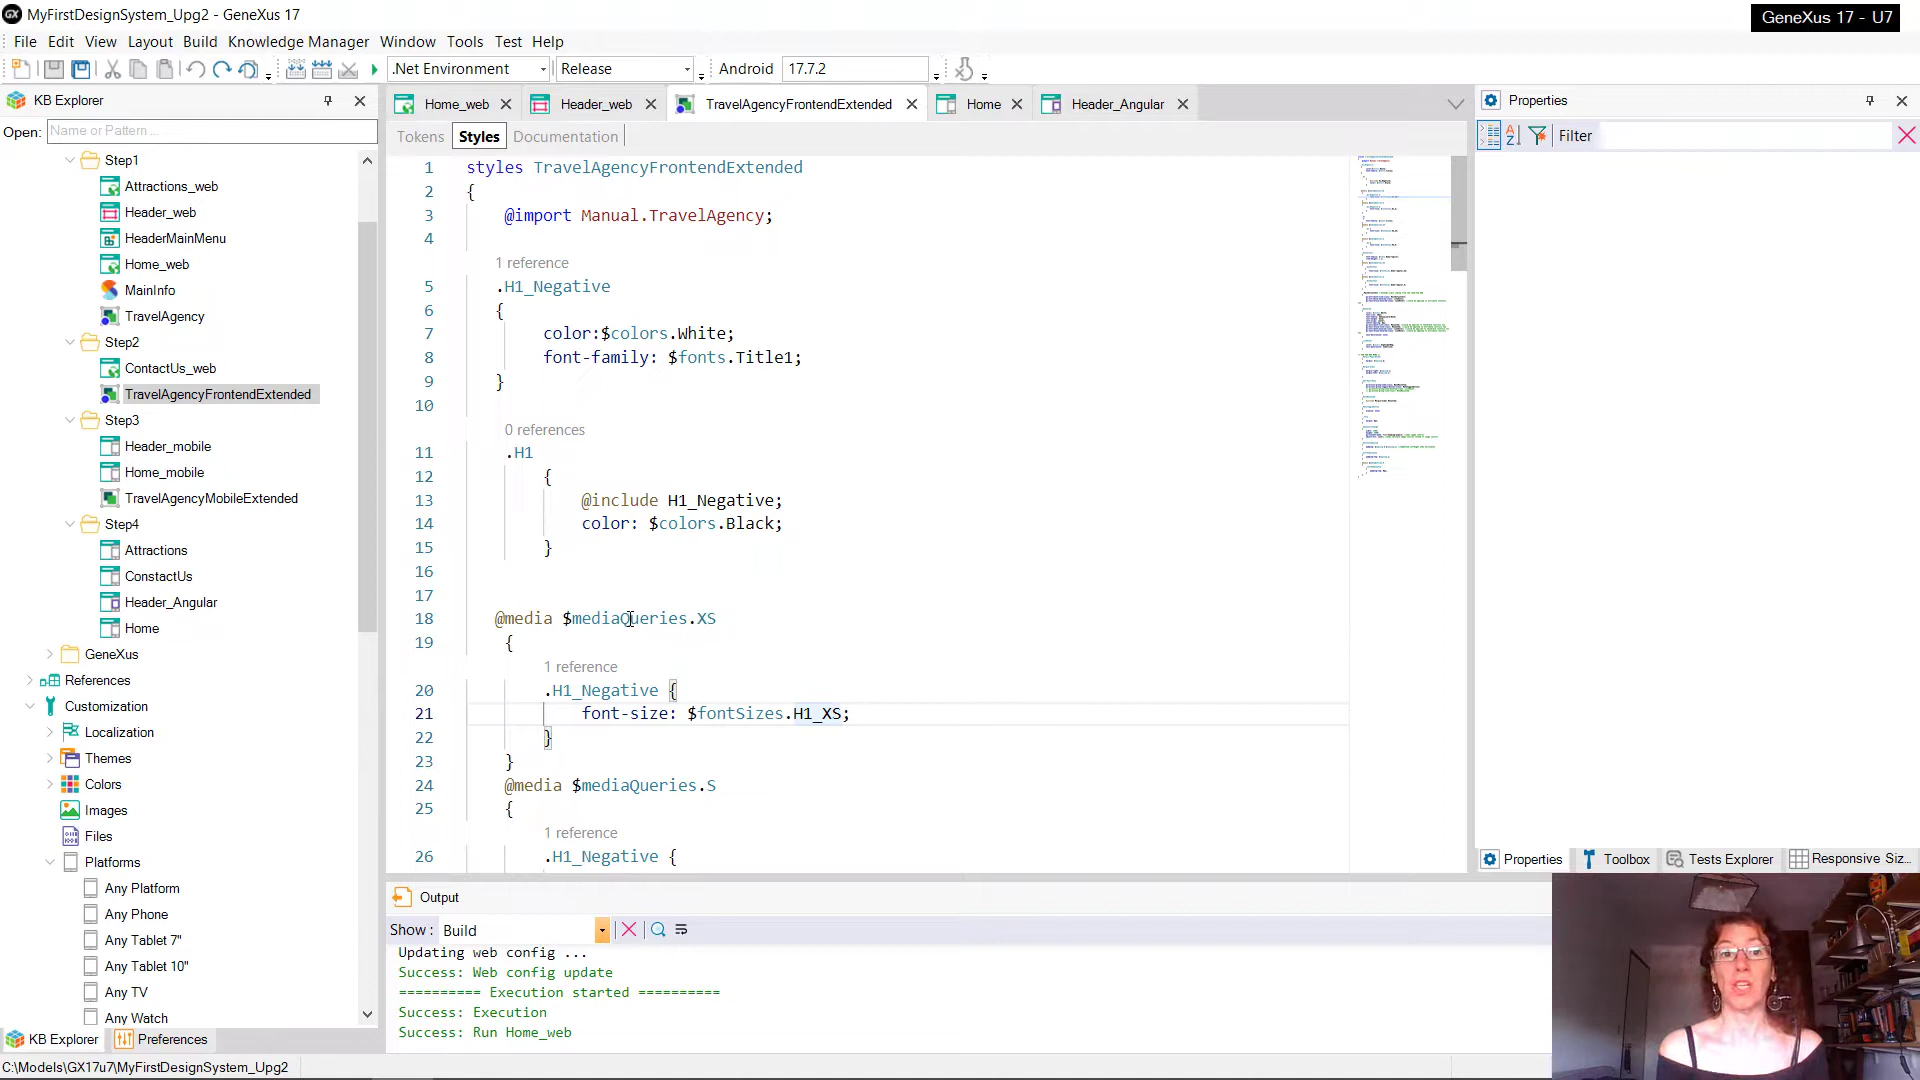 MyFirstDesignSystem_Upg2 - GeneXus 17
GeneXus 17 - U7
File Edit View Layout Build Knowledge Manager Window Tools Test Help
.Net Environment Release Android 17.7.2
KB Explorer
Open: Name or Pattern...
Step1
Attractions_web
Header_web
HeaderMainMenu
Home_web
MainInfo
TravelAgency
Step2
ContactUs_web
TravelAgencyFrontendExtended
Step3
Header_mobile
Home_mobile
TravelAgencyMobileExtended
Step4
Attractions
ConstactUs
Header_Angular
Home
GeneXus
References
Customization
Localization
Themes
Colors
Images
Files
Platforms
Any Platform
Any Phone
Any Tablet 7"
Any Tablet 10"
Any TV
Any Watch
KB Explorer Preferences
C:\Models\GX17u7\MyFirstDesignSystem_Upg2
Home_web Header_web TravelAgencyFrontendExtended Home Header_Angular
Tokens Styles Documentation
1 styles TravelAgencyFrontendExtended
2 {
3 @import Manual.TravelAgency;
4
1 reference
5 .H1_Negative
6 {
7 color:$colors.White;
8 font-family: $fonts.Title1;
9 }
10
0 references
11 .H1
12 {
13 @include H1_Negative;
14 color: $colors.Black;
15 }
16
17
18 @media $mediaQueries.XS
19 {
1 reference
20 .H1_Negative {
21 font-size: $fontSizes.H1_XS;
22 }
23 }
24 @media $mediaQueries.S
25 {
1 reference
26 .H1_Negative {
Output
Show: Build
Updating web config ...
Success: Web config update
========== Execution started ==========
Success: Execution
Success: Run Home_web
Properties
Filter
Properties Toolbox Tests Explorer Responsive Siz...